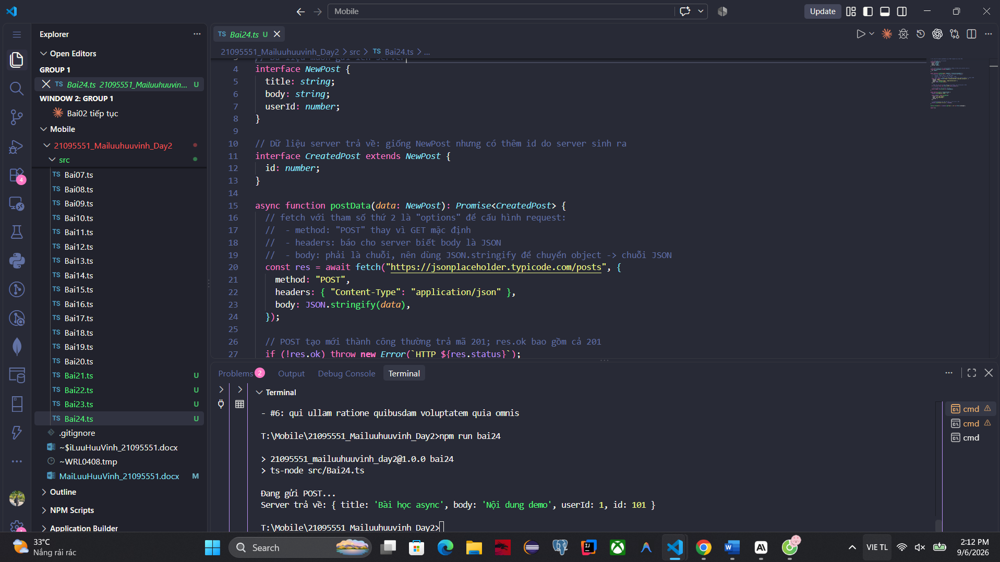 Mobile
Update
Explorer
Open Editors
GROUP 1
TS Bai24.ts 21095551_Mailuuhuuvin... U
WINDOW 2: GROUP 1
Bai02 tiếp tục
Mobile
21095551_Mailuuhuuvinh_Day2
src
TS Bai07.ts
TS Bai08.ts
TS Bai09.ts
TS Bai10.ts
TS Bai11.ts
TS Bai12.ts
TS Bai13.ts
TS Bai14.ts
TS Bai15.ts
TS Bai16.ts
TS Bai17.ts
TS Bai18.ts
TS Bai19.ts
TS Bai20.ts
TS Bai21.ts U
TS Bai22.ts U
TS Bai23.ts U
TS Bai24.ts U
.gitignore
~$iLuuHuuVinh_21095551.docx
~WRL0408.tmp
MaiLuuHuuVinh_21095551.docx M
Outline
NPM Scripts
Application Builder
4
TS Bai24.ts U
21095551_Mailuuhuuvinh_Day2 > src > TS Bai24.ts > ...
4 interface NewPost {
5 title: string;
6 body: string;
7 userId: number;
8 }
9
10 // Dữ liệu server trả về: giống NewPost nhưng có thêm id do server sinh ra
11 interface CreatedPost extends NewPost {
12 id: number;
13 }
14
15 async function postData(data: NewPost): Promise<CreatedPost> {
16 // fetch với tham số thứ 2 là "options" để cấu hình request:
17 // - method: "POST" thay vì GET mặc định
18 // - headers: báo cho server biết body là JSON
19 // - body: phải là chuỗi, nên dùng JSON.stringify để chuyển object -> chuỗi JSON
20 const res = await fetch("https://jsonplaceholder.typicode.com/posts", {
21 method: "POST",
22 headers: { "Content-Type": "application/json" },
23 body: JSON.stringify(data),
24 });
25
26 // POST tạo mới thành công thường trả mã 201; res.ok bao gồm cả 201
27 if (!res.ok) throw new Error(`HTTP ${res.status}`);
Problems 2 Output Debug Console Terminal
Terminal
- #6: qui ullam ratione quibusdam voluptatem quia omnis
T:\Mobile\21095551_Mailuuhuuvinh_Day2>npm run bai24
> 21095551_mailuuhuuvinh_day2@1.0.0 bai24
> ts-node src/Bai24.ts
Đang gửi POST...
Server trả về: { title: 'Bài học async', body: 'Nội dung demo', userId: 1, id: 101 }
T:\Mobile\21095551_Mailuuhuuvinh_Day2>
cmd
cmd
cmd
33°C
Nắng rải rác
Search
VIE TL
2:12 PM
9/6/2026